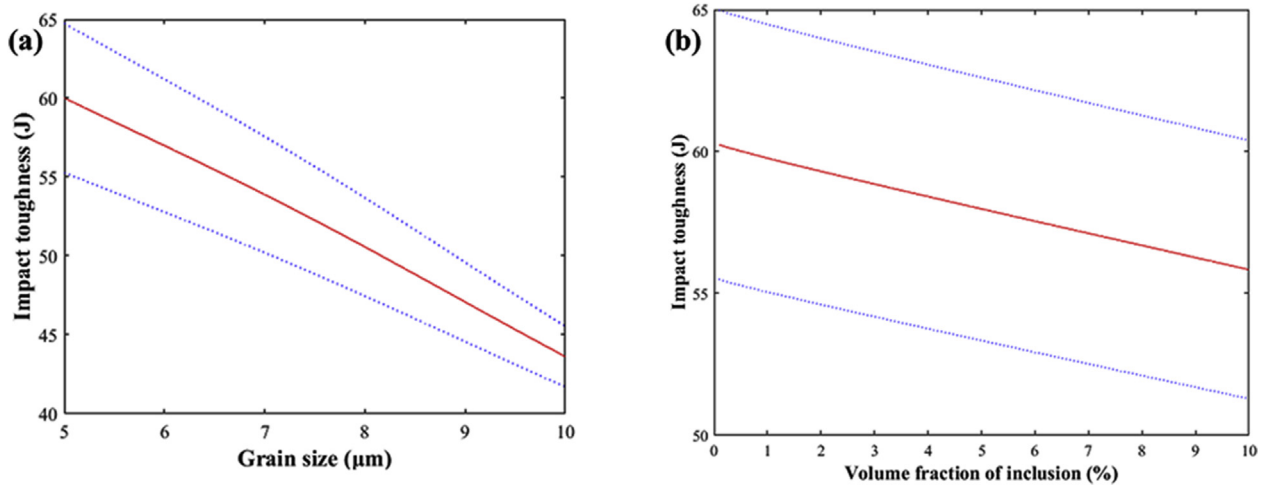 (a)
65
60
55
50
45
40
Impact toughness (J)
5 6 7 8 9 10
Grain size (μm)
(b)
65
60
55
50
Impact toughness (J)
0 1 2 3 4 5 6 7 8 9 10
Volume fraction of inclusion (%)